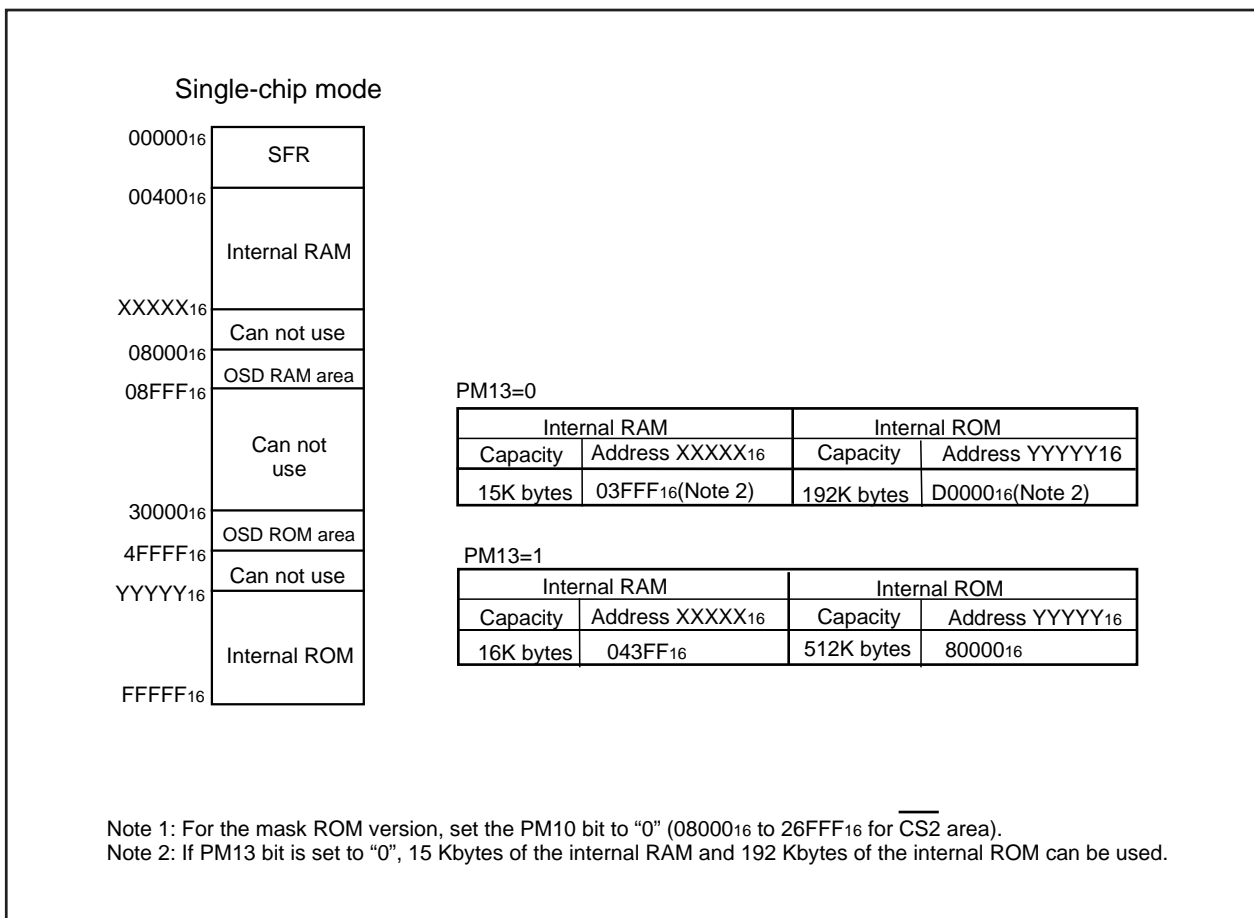 Single-chip mode
00000₁₆
SFR
00400₁₆
Internal RAM
XXXXX₁₆
Can not use
08000₁₆
OSD RAM area
08FFF₁₆
Can not
use
30000₁₆
OSD ROM area
4FFFF₁₆
Can not use
YYYYY₁₆
Internal ROM
FFFFF₁₆
PM13=0
Internal RAM Internal ROM
Capacity Address XXXXX₁₆ Capacity Address YYYYY16
15K bytes 03FFF₁₆(Note 2) 192K bytes D0000₁₆(Note 2)
PM13=1
Internal RAM Internal ROM
Capacity Address XXXXX₁₆ Capacity Address YYYYY₁₆
16K bytes 043FF₁₆ 512K bytes 80000₁₆
Note 1: For the mask ROM version, set the PM10 bit to “0” (08000₁₆ to 26FFF₁₆ for C̅S̅2̅ area).
Note 2: If PM13 bit is set to “0”, 15 Kbytes of the internal RAM and 192 Kbytes of the internal ROM can be used.